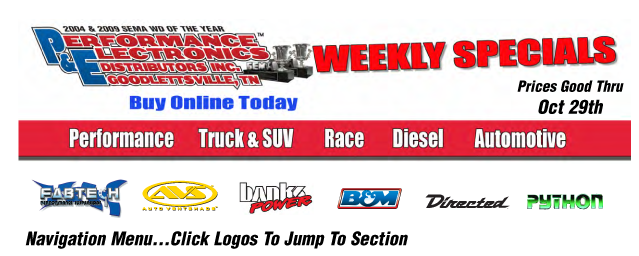 2004 & 2009 SEMA WD OF THE YEAR
PERFORMANCE
ELECTRONICS
DISTRIBUTORS INC.
GOODLETTSVILLE, TN
P&E
WEEKLY SPECIALS
Prices Good Thru
Oct 29th
Buy Online Today
Performance Truck & SUV Race Diesel Automotive
FABTECH
AVS
AUTO VENTSHADE
banks
POWER
B&M
Directed
PYTHON
Navigation Menu...Click Logos To Jump To Section